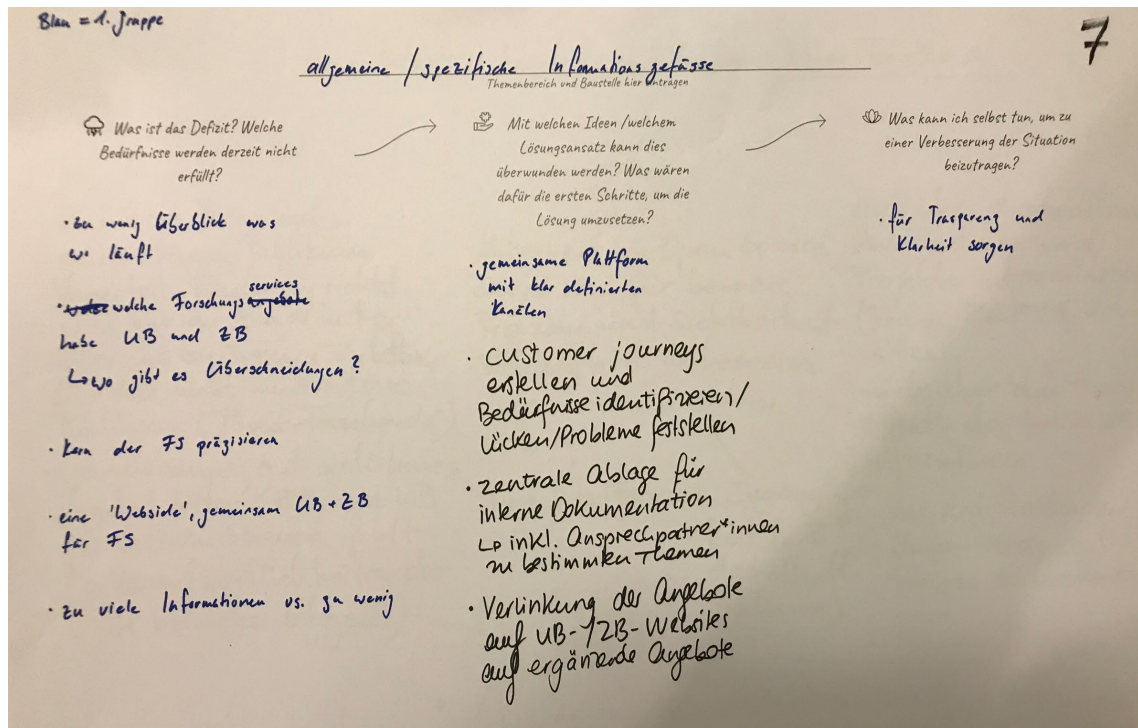 Blau = 1. Gruppe
7
allgemeine / spezifische Informationsgefässe
Themenbereich und Baustelle hier eintragen
Was ist das Defizit? Welche
Bedürfnisse werden derzeit nicht
erfüllt?
· zu wenig Überblick was
wo läuft
· welche Forschungsservices
habe UB und ZB
↳ wo gibt es Überschneidungen?
· Kern der FS präzisieren
· eine 'Webside', gemeinsam UB + ZB
für FS
· zu viele Informationen vs. zu wenig
Mit welchen Ideen/welchem
Lösungsansatz kann dies
überwunden werden? Was wären
dafür die ersten Schritte, um die
Lösung umzusetzen?
· gemeinsame Plattform
mit klar definierten
Kanälen
· customer journeys
erstellen und
Bedürfnisse identifizieren/
Lücken/Probleme feststellen
· zentrale Ablage für
interne Dokumentation
↳ inkl. Ansprechpartner*innen
zu bestimmten Themen
· Verlinkung der Angebote
auf UB-/ZB-Websites
auf ergänzende Angebote
Was kann ich selbst tun, um zu
einer Verbesserung der Situation
beizutragen?
· für Trasparenz und
Klarheit sorgen